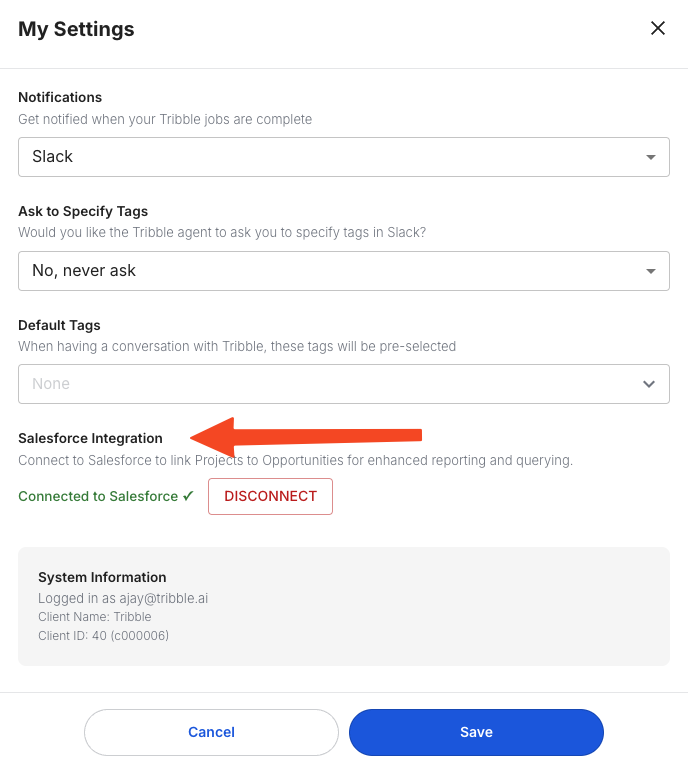 My Settings
Notifications
Get notified when your Tribble jobs are complete
Slack
Ask to Specify Tags
Would you like the Tribble agent to ask you to specify tags in Slack?
No, never ask
Default Tags
When having a conversation with Tribble, these tags will be pre-selected
None
Salesforce Integration
Connect to Salesforce to link Projects to Opportunities for enhanced reporting and querying.
Connected to Salesforce ✓ DISCONNECT
System Information
Logged in as ajay@tribble.ai
Client Name: Tribble
Client ID: 40 (c000006)
Cancel Save